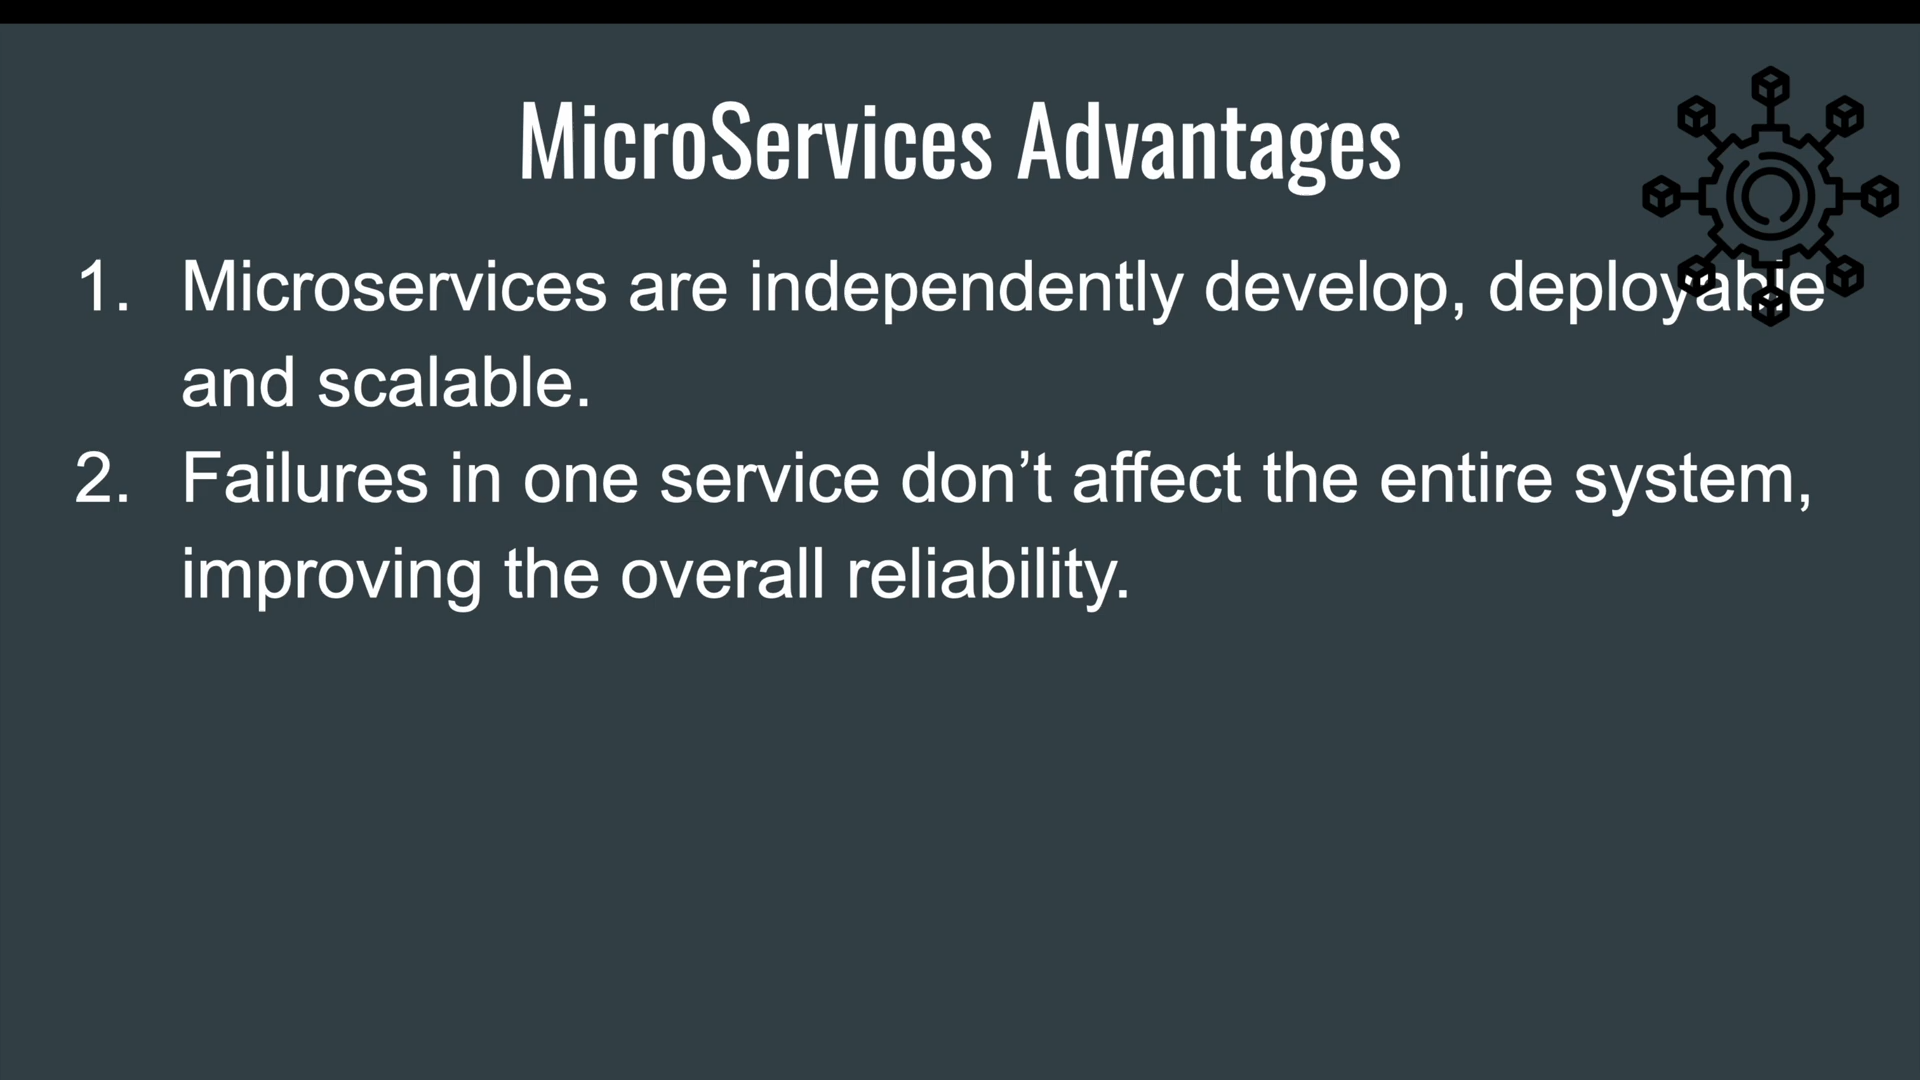 MicroServices Advantages
1. Microservices are independently develop, deployable
and scalable.
2. Failures in one service don’t affect the entire system,
improving the overall reliability.